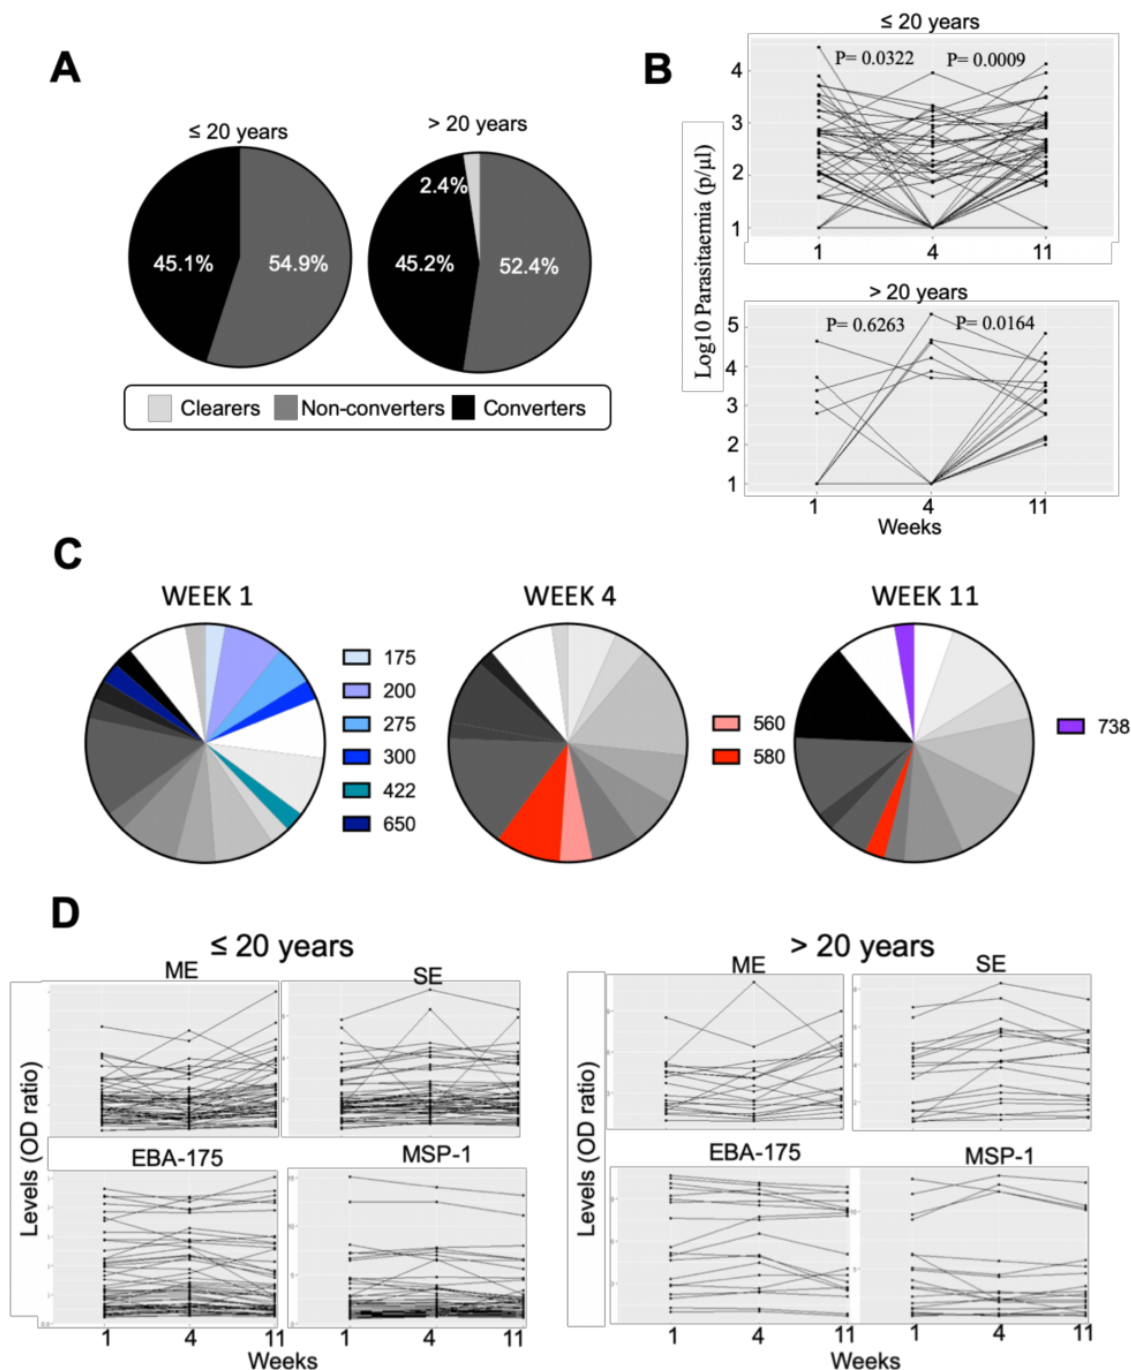 A
≤ 20 years
> 20 years
45.1%
54.9%
2.4%
45.2%
52.4%
Clearers
Non-converters
Converters
B
≤ 20 years
P= 0.0322
P= 0.0009
4
3
2
1
1
4
11
Log10 Parasitaemia (p/µl)
> 20 years
P= 0.6263
P= 0.0164
5
4
3
2
1
1
4
11
Weeks
C
WEEK 1
WEEK 4
WEEK 11
175
200
275
300
422
650
560
580
738
D
≤ 20 years
> 20 years
ME
SE
ME
SE
EBA-175
MSP-1
EBA-175
MSP-1
Levels (OD ratio)
Levels (OD ratio)
1
4
11
1
4
11
1
4
11
1
4
11
Weeks
Weeks